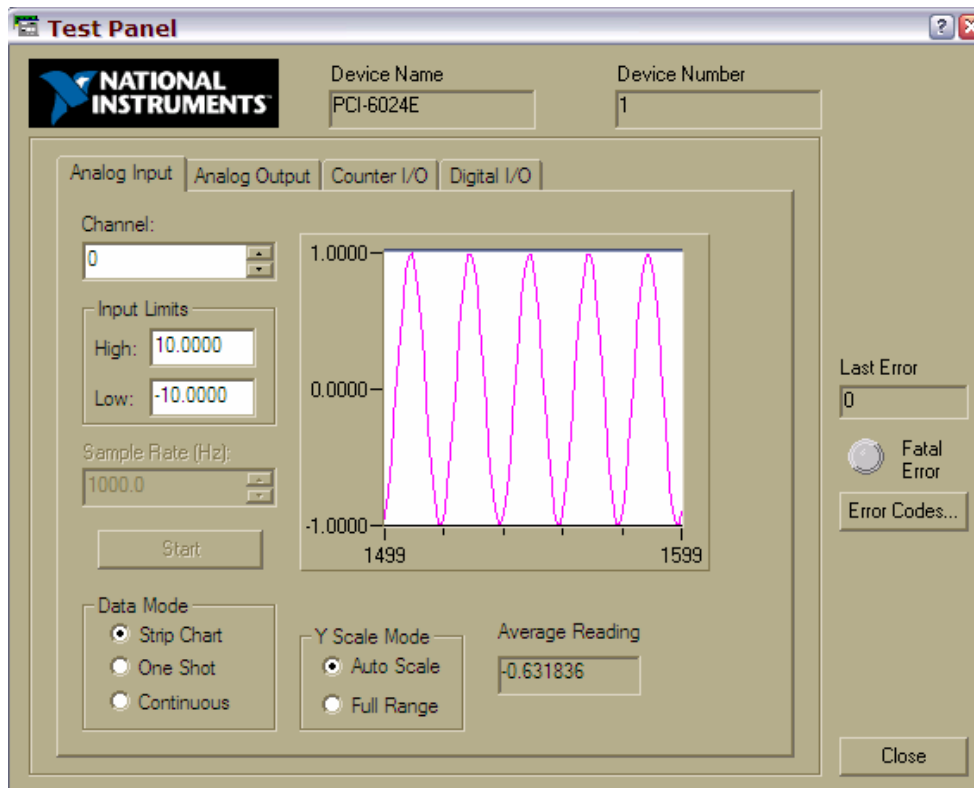 Test Panel
NATIONAL
INSTRUMENTS
Device Name
PCI-6024E
Device Number
1
Analog Input
Analog Output
Counter I/O
Digital I/O
Channel:
0
Input Limits
High: 10.0000
Low: -10.0000
Sample Rate (Hz):
1000.0
Start
1.0000
0.0000
-1.0000
1499
1599
Data Mode
Strip Chart
One Shot
Continuous
Y Scale Mode
Auto Scale
Full Range
Average Reading
-0.631836
Last Error
0
Fatal
Error
Error Codes...
Close